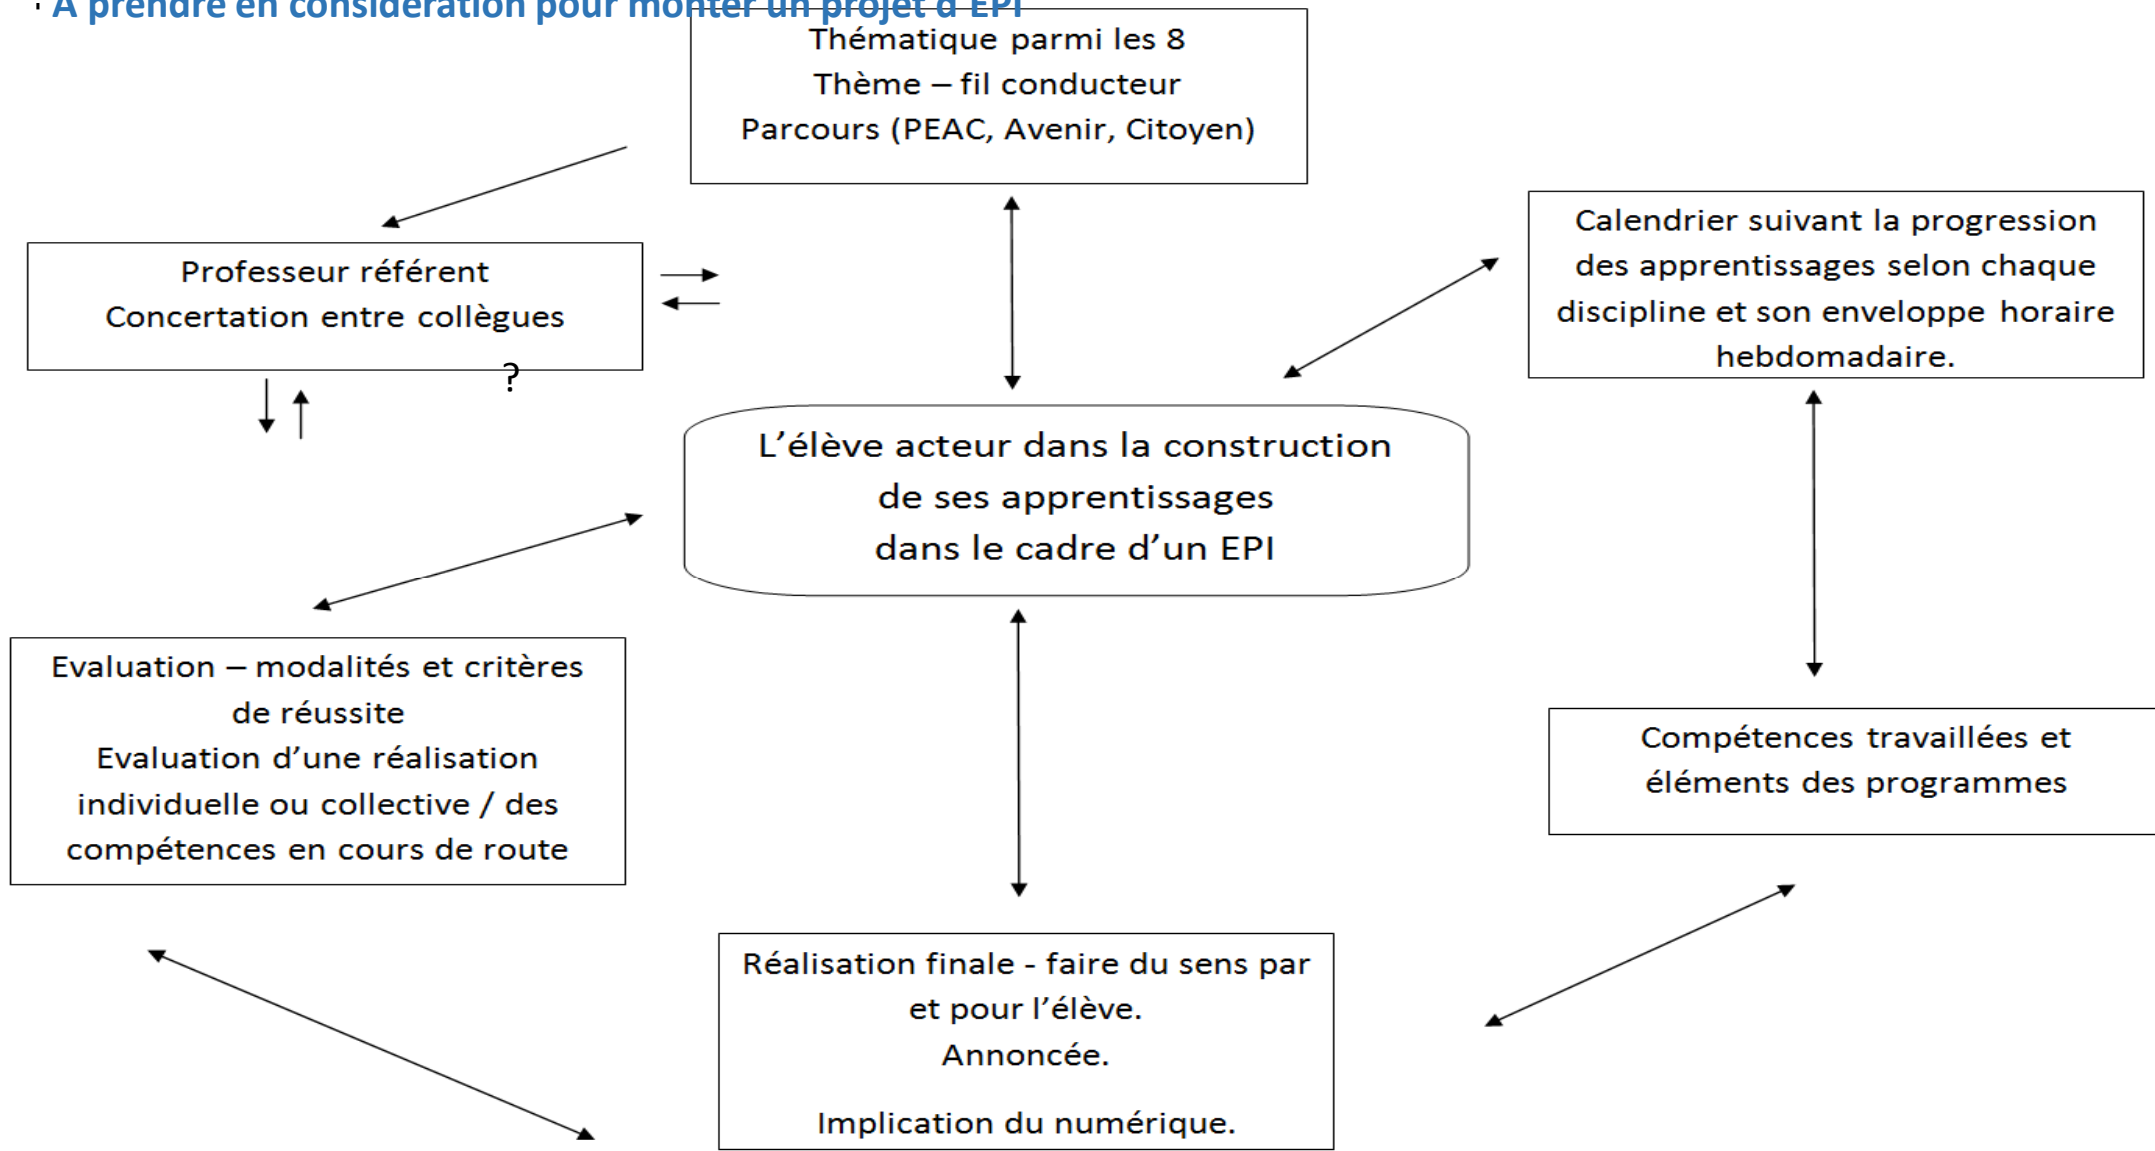 A prendre en considération pour monter un projet d'EPI
Thématique parmi les 8
Thème – fil conducteur
Parcours (PEAC, Avenir, Citoyen)
Professeur référent
Concertation entre collègues
?
Calendrier suivant la progression
des apprentissages selon chaque
discipline et son enveloppe horaire
hebdomadaire.
L’élève acteur dans la construction
de ses apprentissages
dans le cadre d’un EPI
Evaluation – modalités et critères
de réussite
Evaluation d’une réalisation
individuelle ou collective / des
compétences en cours de route
Compétences travaillées et
éléments des programmes
Réalisation finale - faire du sens par
et pour l’élève.
Annoncée.
Implication du numérique.